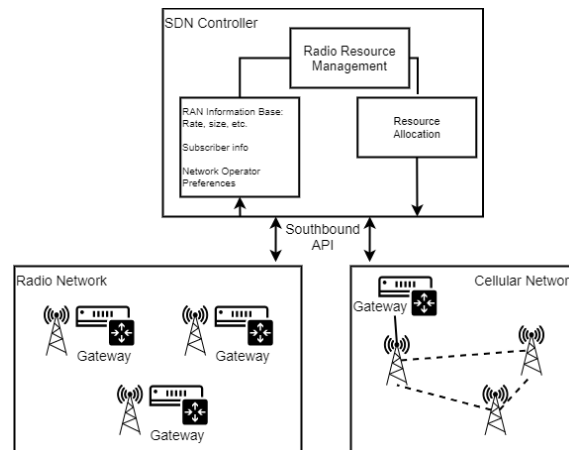 SDN Controller
Radio Resource
Management
RAN Information Base:
Rate, size, etc.
Subscriber info
Network Operator
Preferences
Resource
Allocation
Southbound
API
Radio Network
Gateway
Gateway
Gateway
Cellular Networ
Gateway